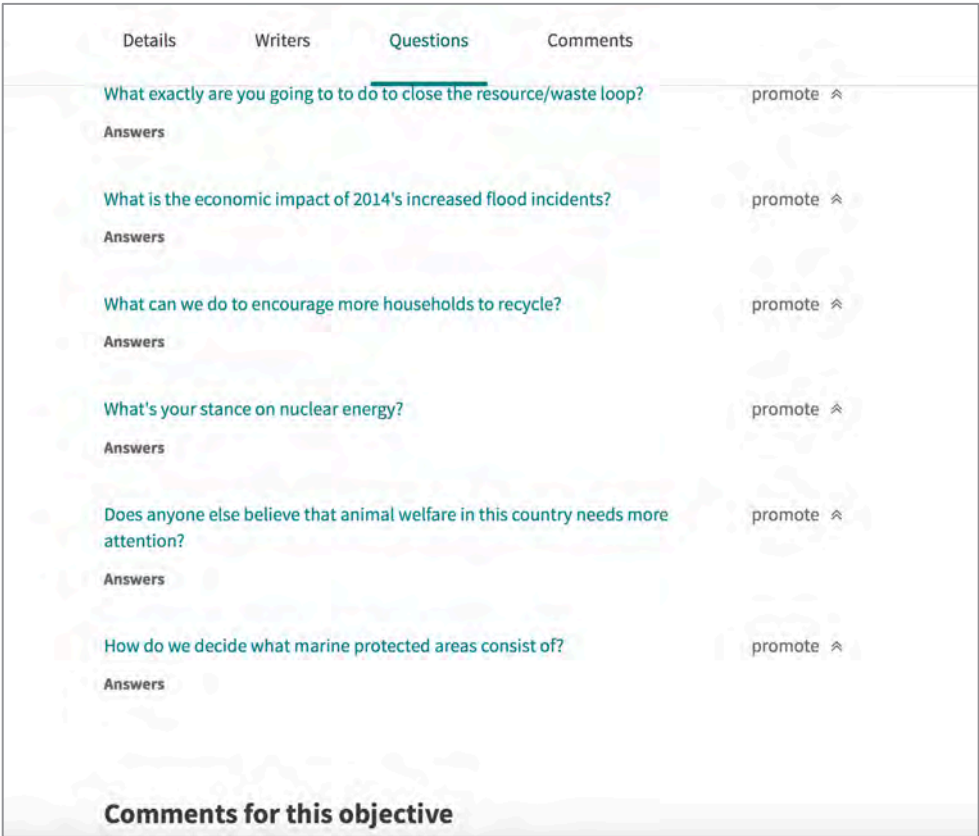 Details Writers Questions Comments
What exactly are you going to to do to close the resource/waste loop? promote
Answers
What is the economic impact of 2014's increased flood incidents? promote
Answers
What can we do to encourage more households to recycle? promote
Answers
What's your stance on nuclear energy? promote
Answers
Does anyone else believe that animal welfare in this country needs more promote
attention?
Answers
How do we decide what marine protected areas consist of? promote
Answers
Comments for this objective